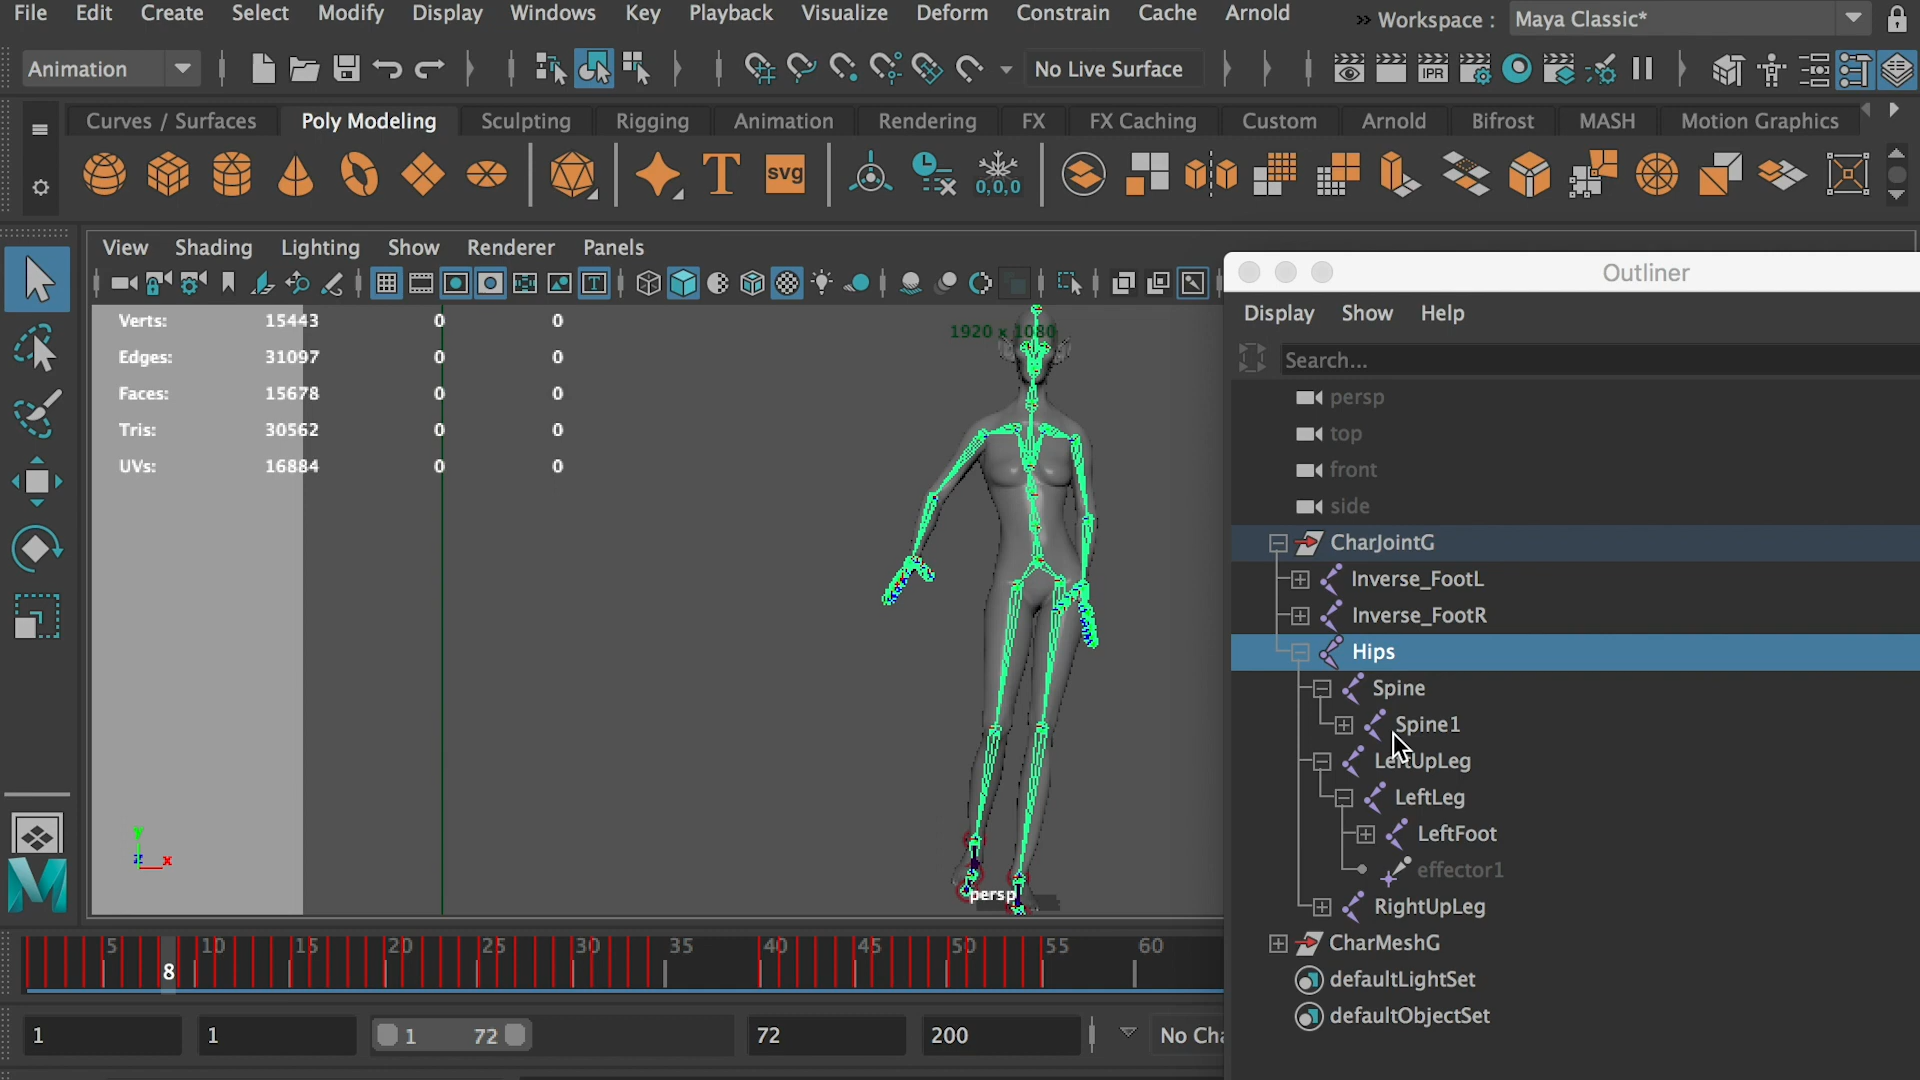 File Edit Create Select Modify Display Windows Key Playback Visualize Deform Constrain Cache Arnold » Workspace : Maya Classic*
Animation No Live Surface IPR
Curves / Surfaces Poly Modeling Sculpting Rigging Animation Rendering FX FX Caching Custom Arnold Bifrost MASH Motion Graphics
T svg 0,0,0
View Shading Lighting Show Renderer Panels
Outliner
Display Show Help
Search...
Verts: 15443 0 0
Edges: 31097 0 0
Faces: 15678 0 0
Tris: 30562 0 0
UVs: 16884 0 0
1920 x 1080
persp
y
z x
persp
top
front
side
CharJointG
Inverse_FootL
Inverse_FootR
Hips
Spine
Spine1
LeftUpLeg
LeftLeg
LeftFoot
effector1
RightUpLeg
CharMeshG
defaultLightSet
defaultObjectSet
5 8 10 15 20 25 30 35 40 45 50 55 60
1 1 1 72 72 200 No Cha